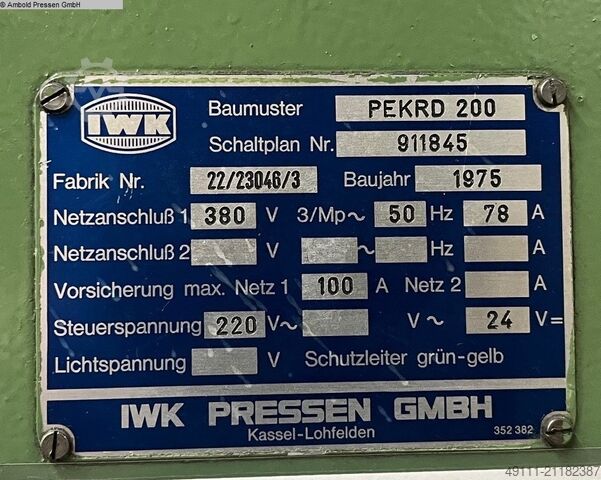 © Ambold Pressen GmbH
IWK
Baumuster PEKRD 200
Schaltplan Nr. 911845
Fabrik Nr. 22/23046/3 Baujahr 1975
Netzanschluß 1 380 V 3/Mp~ 50 Hz 78 A
Netzanschluß 2 V ~ Hz A
Vorsicherung max. Netz 1 100 A Netz 2 A
Steuerspannung 220 V~ V~ 24 V=
Lichtspannung V Schutzleiter grün-gelb
IWK PRESSEN GMBH
Kassel-Lohfelden
352 382
49111-21182387